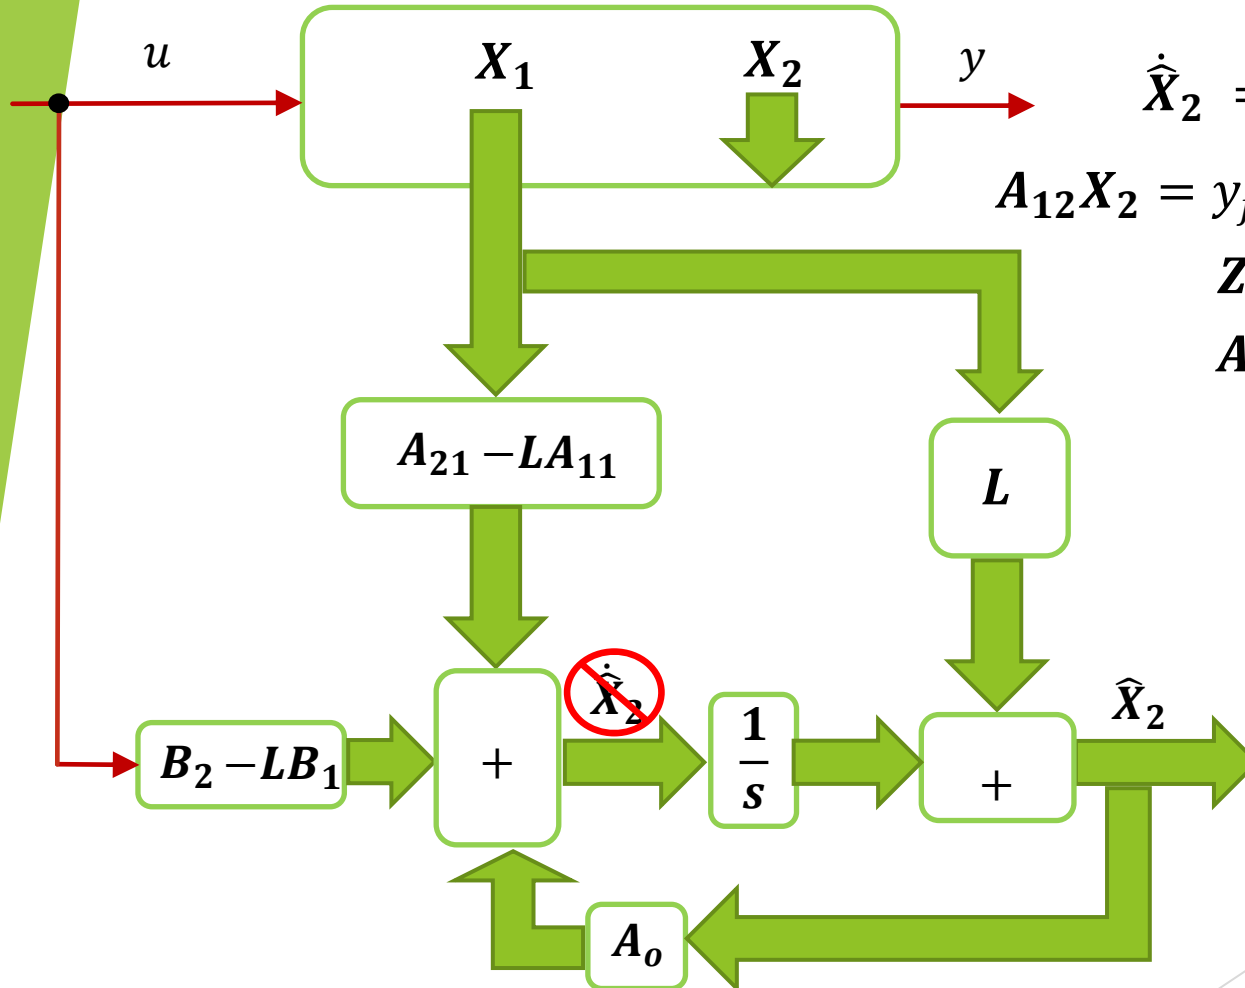 u
X₁
X₂
y
Ẋ̂₂ =
A₁₂X₂ = y
Z
A
A₂₁ − LA₁₁
L
Ẋ̂₂
X̂₂
B₂ − LB₁
+
1/s
+
Aₒ